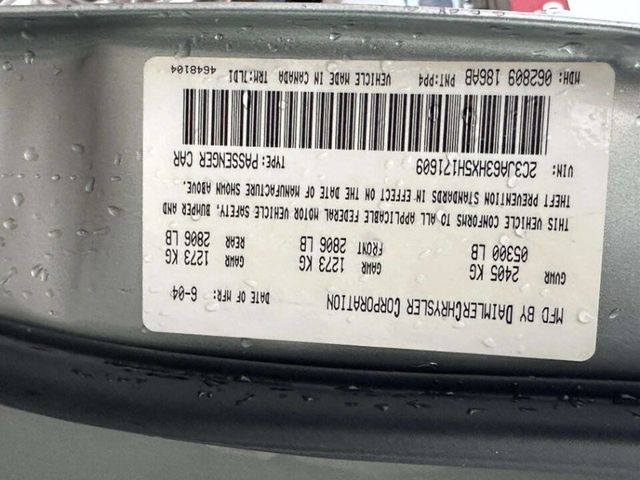 MFD BY DAIMLERCHRYSLER CORPORATION DATE OF MFR: 6-04
GVWR 2405 KG 05300 LB GAWR FRONT 1273 KG 2806 LB GAWR REAR 1273 KG 2806 LB
THIS VEHICLE CONFORMS TO ALL APPLICABLE FEDERAL MOTOR VEHICLE SAFETY, BUMPER AND
THEFT PREVENTION STANDARDS IN EFFECT ON THE DATE OF MANUFACTURE SHOWN ABOVE.
VIN: 2C3JA63HX5H171609 TYPE: PASSENGER CAR
MDH: 062809 186AB PNT:PP4 VEHICLE MADE IN CANADA TRM:TLDI
4648104